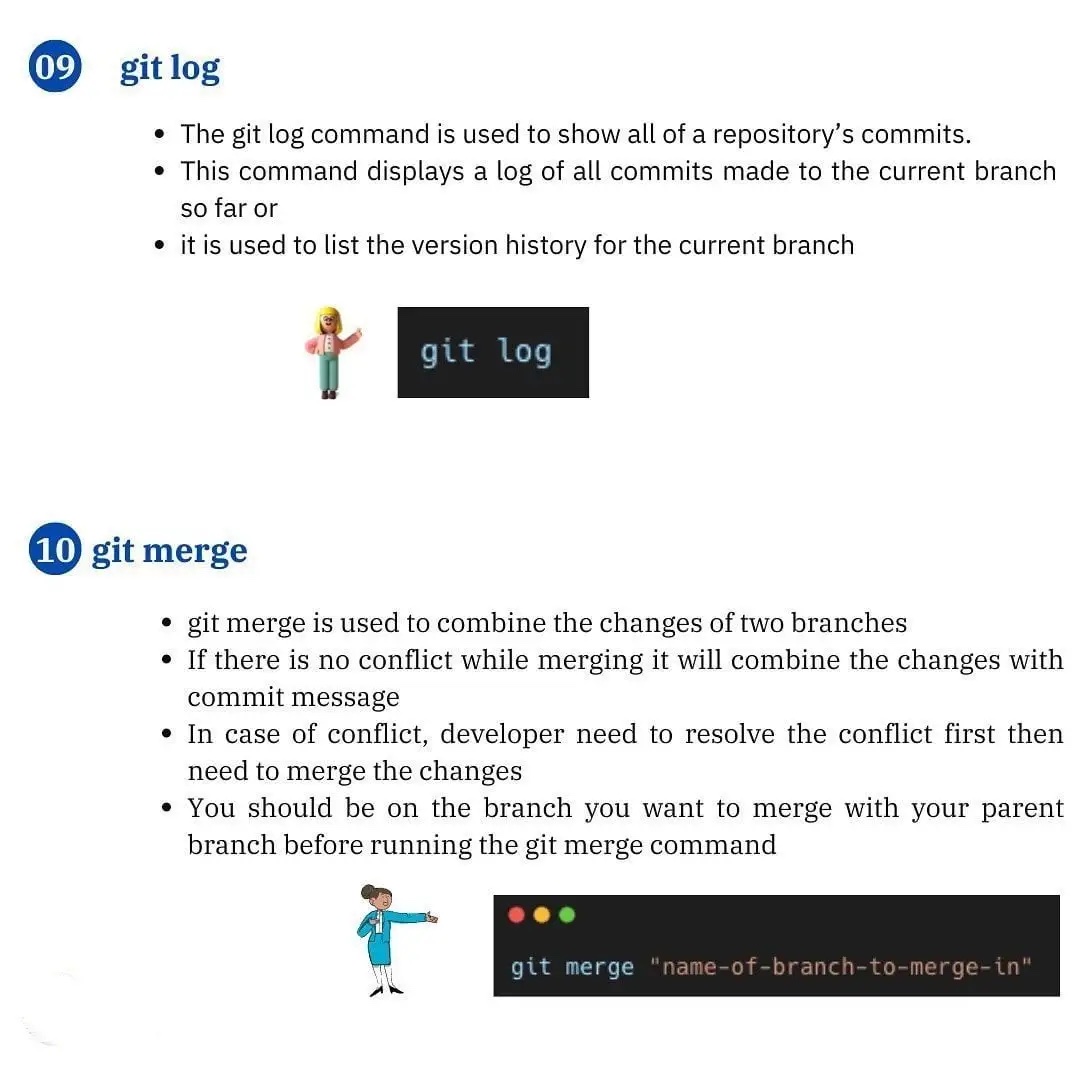 09 git log
• The git log command is used to show all of a repository’s commits.
• This command displays a log of all commits made to the current branch
so far or
• it is used to list the version history for the current branch
git log
10 git merge
• git merge is used to combine the changes of two branches
• If there is no conflict while merging it will combine the changes with
commit message
• In case of conflict, developer need to resolve the conflict first then
need to merge the changes
• You should be on the branch you want to merge with your parent
branch before running the git merge command
git merge "name-of-branch-to-merge-in"